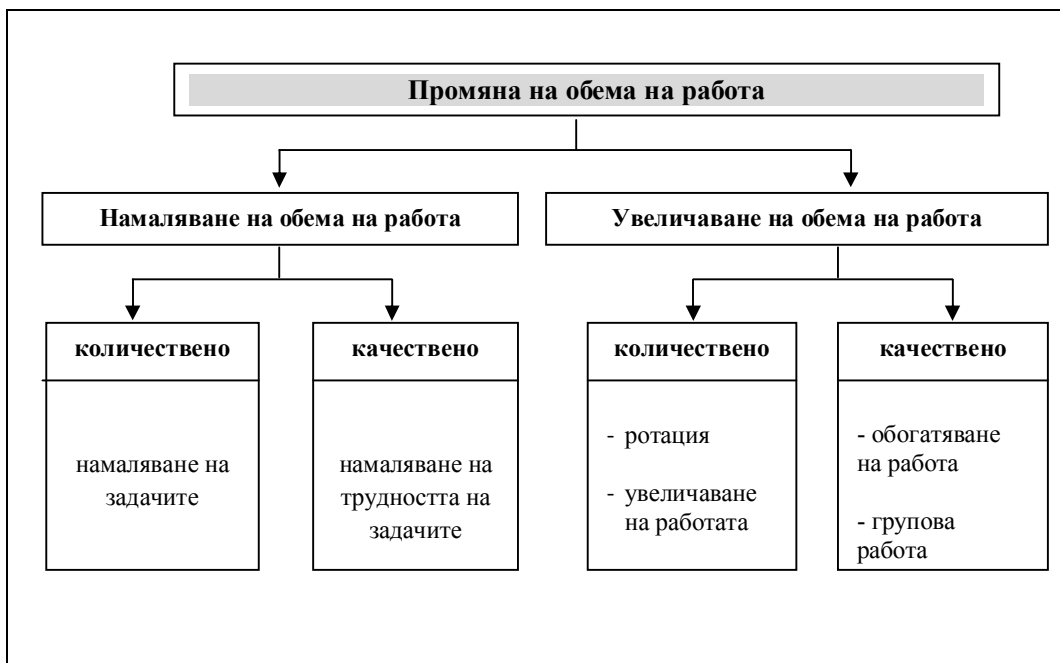 Промяна на обема на работа
Намаляване на обема на работа
Увеличаване на обема на работа
количествено
намаляване на
задачите
качествено
намаляване на
трудността на
задачите
количествено
- ротация
- увеличаване
на работата
качествено
- обогатяване
на работа
- групова
работа